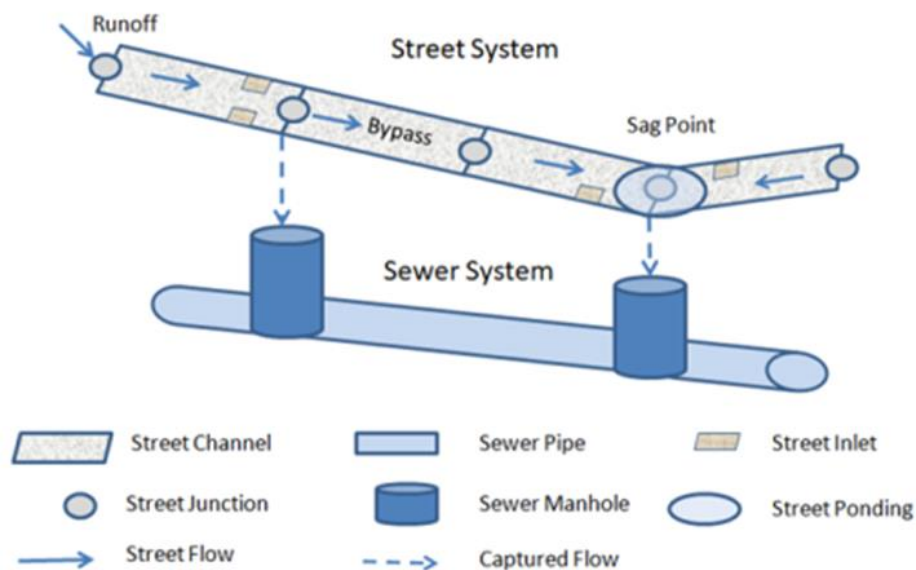 Runoff
Street System
Bypass
Sag Point
Sewer System
Street Channel
Sewer Pipe
Street Inlet
Street Junction
Sewer Manhole
Street Ponding
Street Flow
Captured Flow